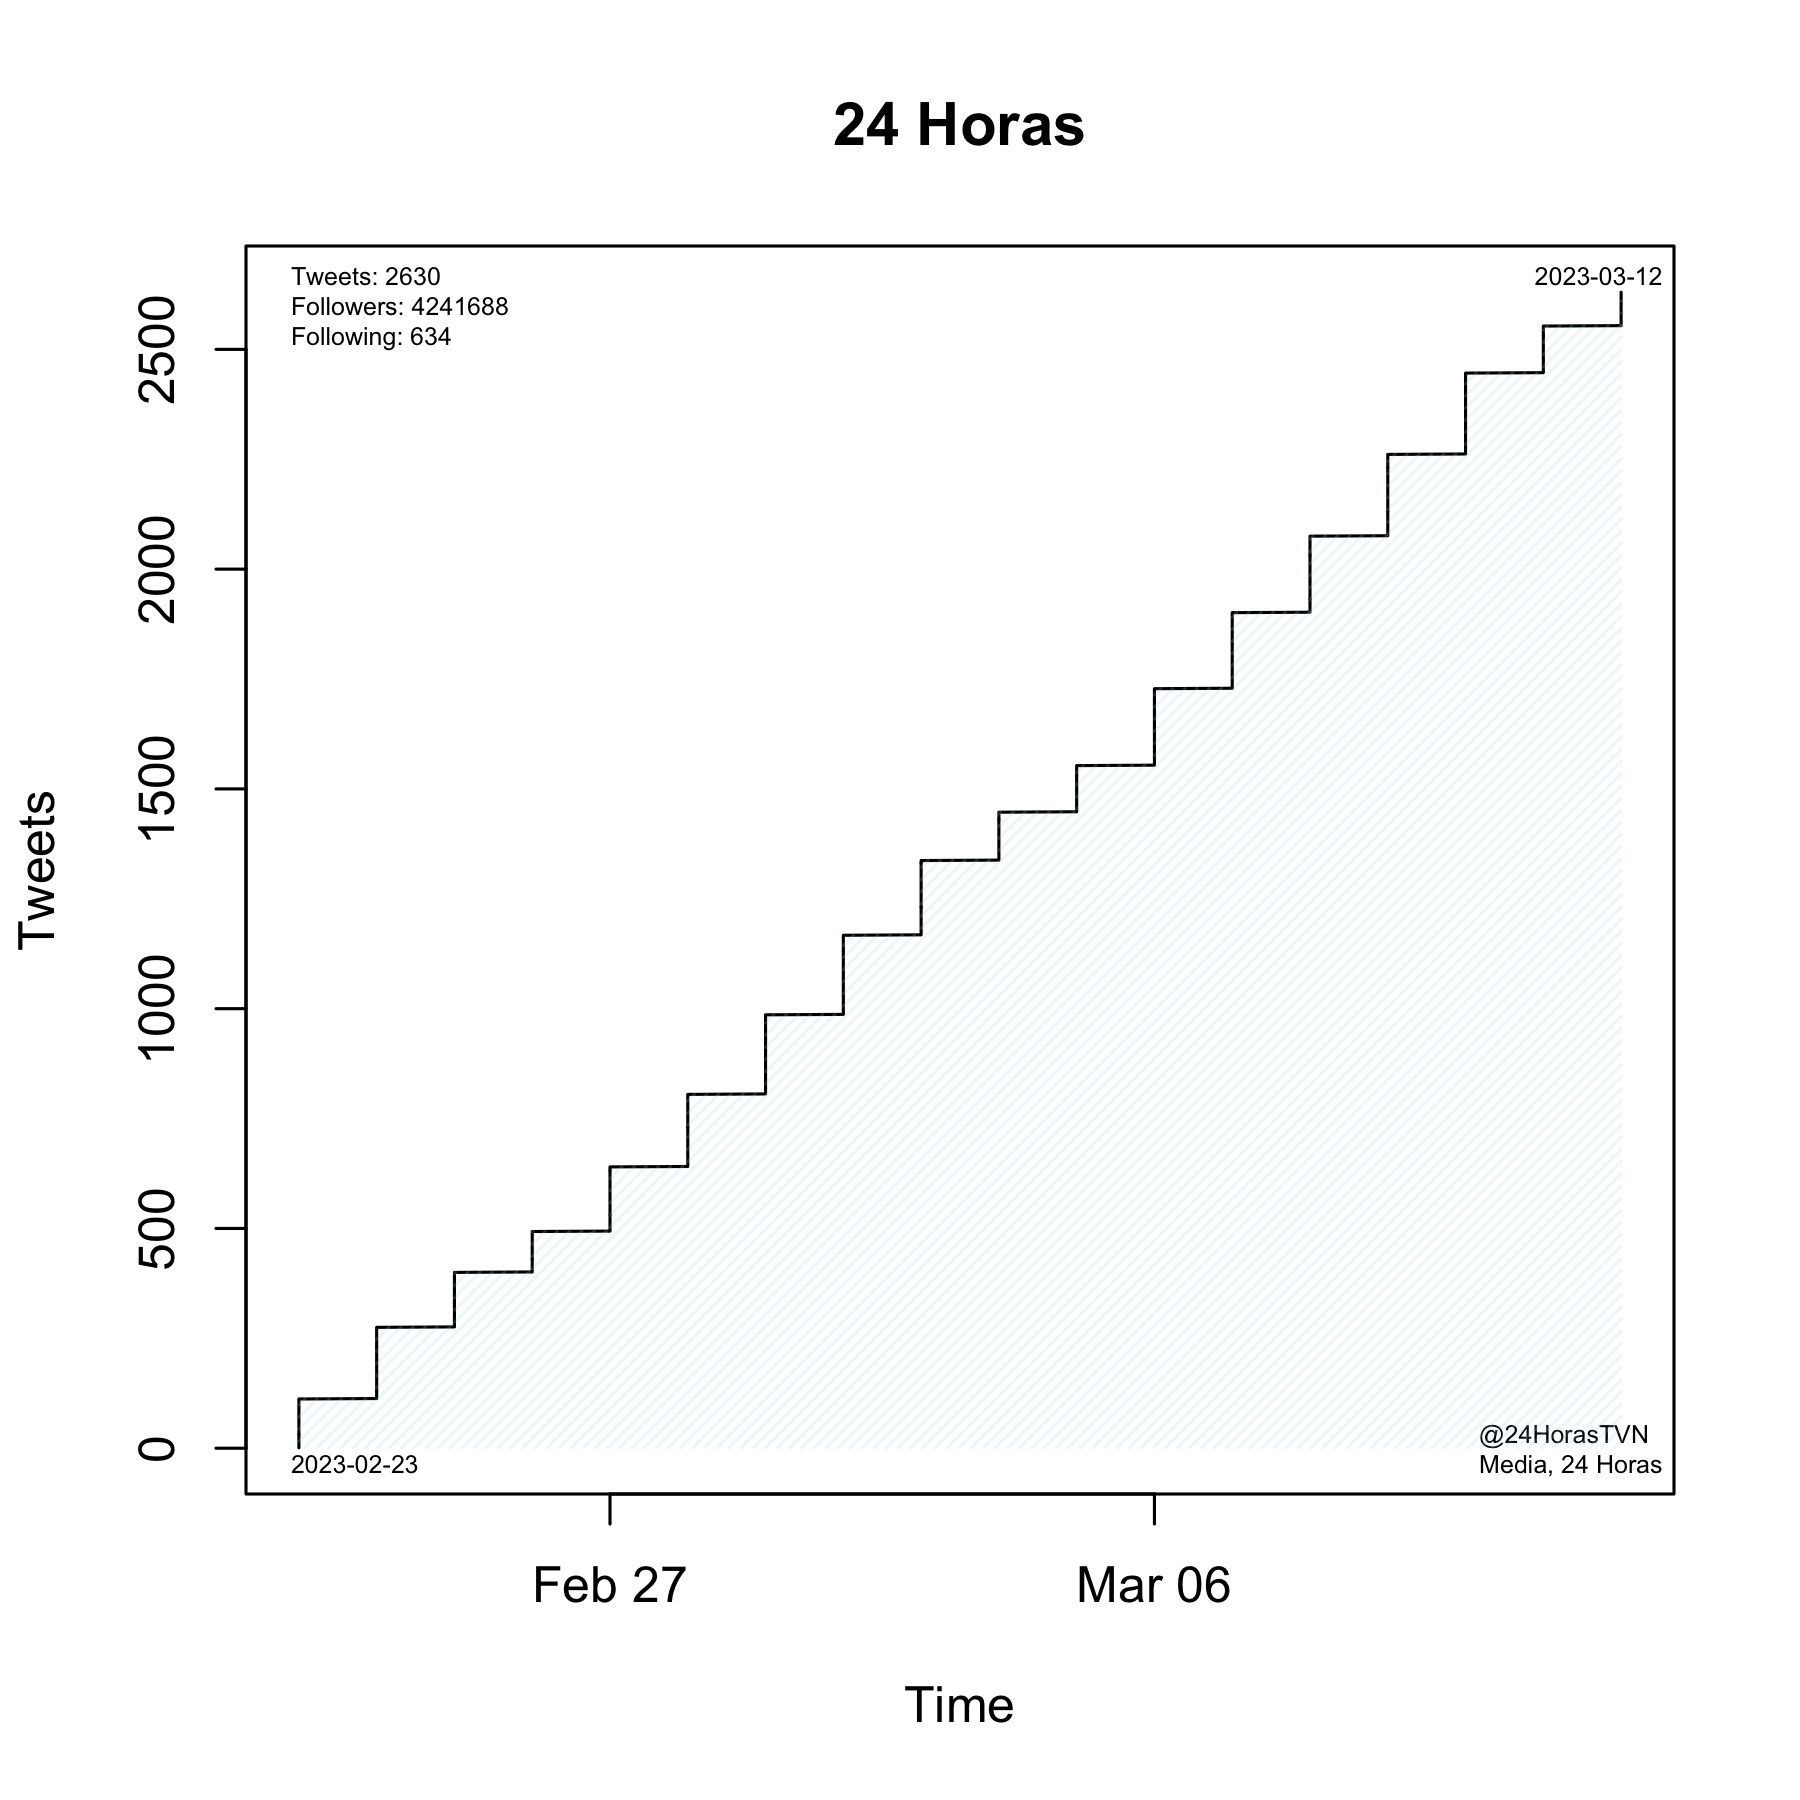 24 Horas
Tweets: 2630
Followers: 4241688
Following: 634
2023-03-12
Tweets
2500
2000
1500
1000
500
0
2023-02-23
@24HorasTVN
Media, 24 Horas
Feb 27
Mar 06
Time